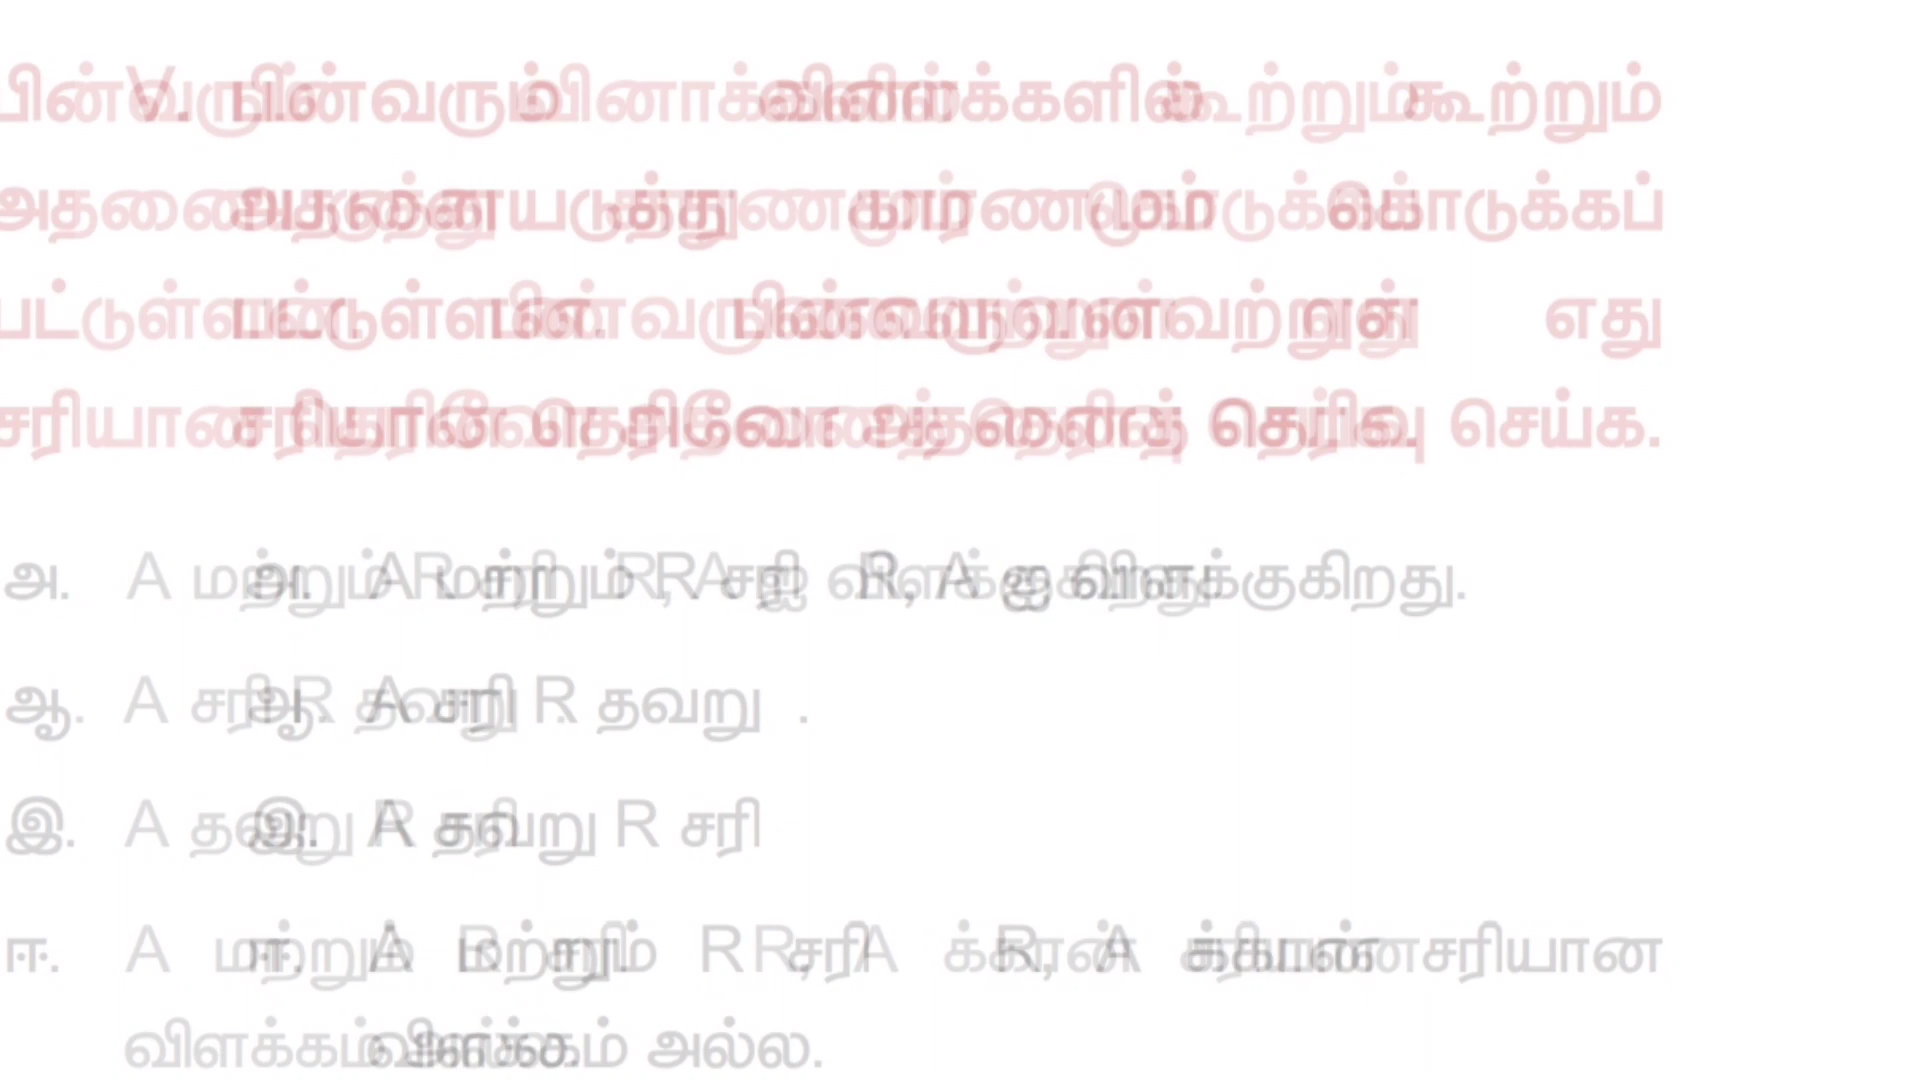 V. பின்வரும் வினாக்களில் கூற்றும்
அதனையடுத்து காரணமும் கொடுக்கப்
பட்டுள்ளன. பின்வருவனவற்றுள் எது
சரியான தெரிவோ அதனைத் தெரிவு செய்க.
அ. A மற்றும் R சரி R, A ஐ விளக்குகிறது.
ஆ. A சரி R தவறு .
இ. A தவறு R சரி
ஈ. A மற்றும் R சரி R, A க்கான சரியான
விளக்கம் அல்ல.